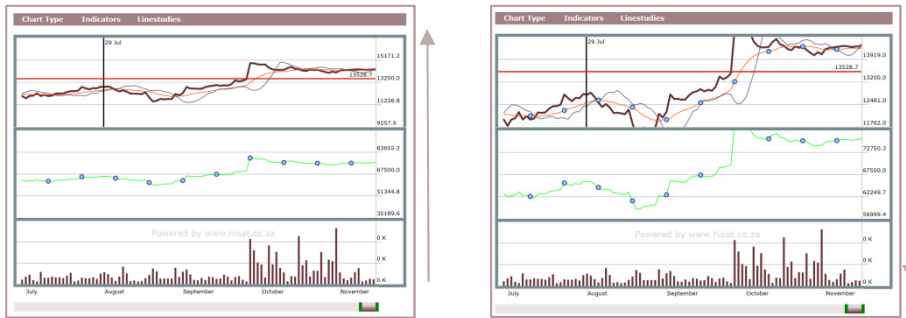 Chart Type Indicators Linestudies
29 Jul
15171.2
13528.7
13200.0
11228.8
9257.6
83655.2
67500.0
51344.8
35189.6
Powered by www.hisat.co.za
0 K
0 K
0 K
July August September October November
Chart Type Indicators Linestudies
29 Jul
13919.0
13528.7
13200.0
12481.0
11762.0
72750.3
67500.0
62249.7
56999.4
Powered by www.hisat.co.za
0 K
0 K
0 K
July August September October November